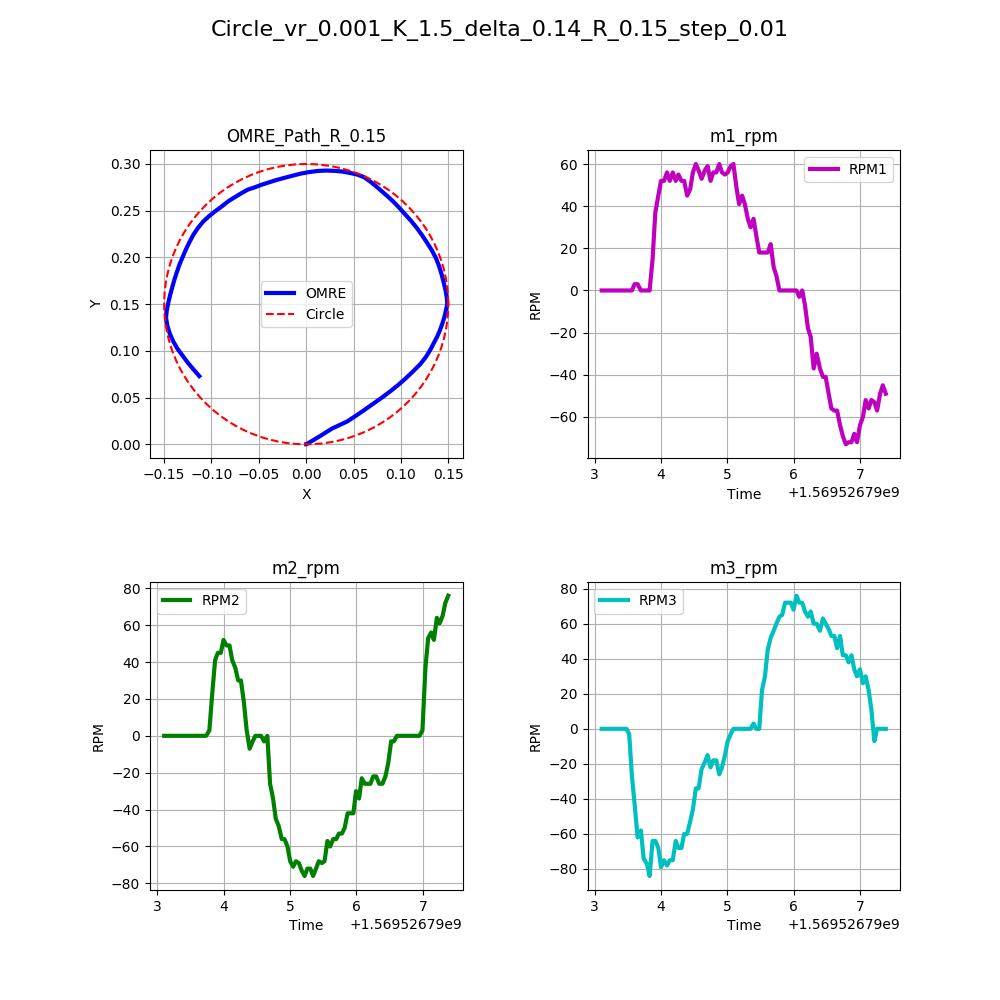 Circle_vr_0.001_K_1.5_delta_0.14_R_0.15_step_0.01
OMRE_Path_R_0.15
0.30
0.25
0.20
0.15
0.10
0.05
0.00
Y
OMRE
Circle
−0.15 −0.10 −0.05 0.00 0.05 0.10 0.15
X
m1_rpm
60
40
20
0
−20
−40
−60
RPM
RPM1
3 4 5 6 7
Time +1.56952679e9
m2_rpm
80
60
40
20
0
−20
−40
−60
−80
RPM
RPM2
3 4 5 6 7
Time +1.56952679e9
m3_rpm
80
60
40
20
0
−20
−40
−60
−80
RPM
RPM3
3 4 5 6 7
Time +1.56952679e9